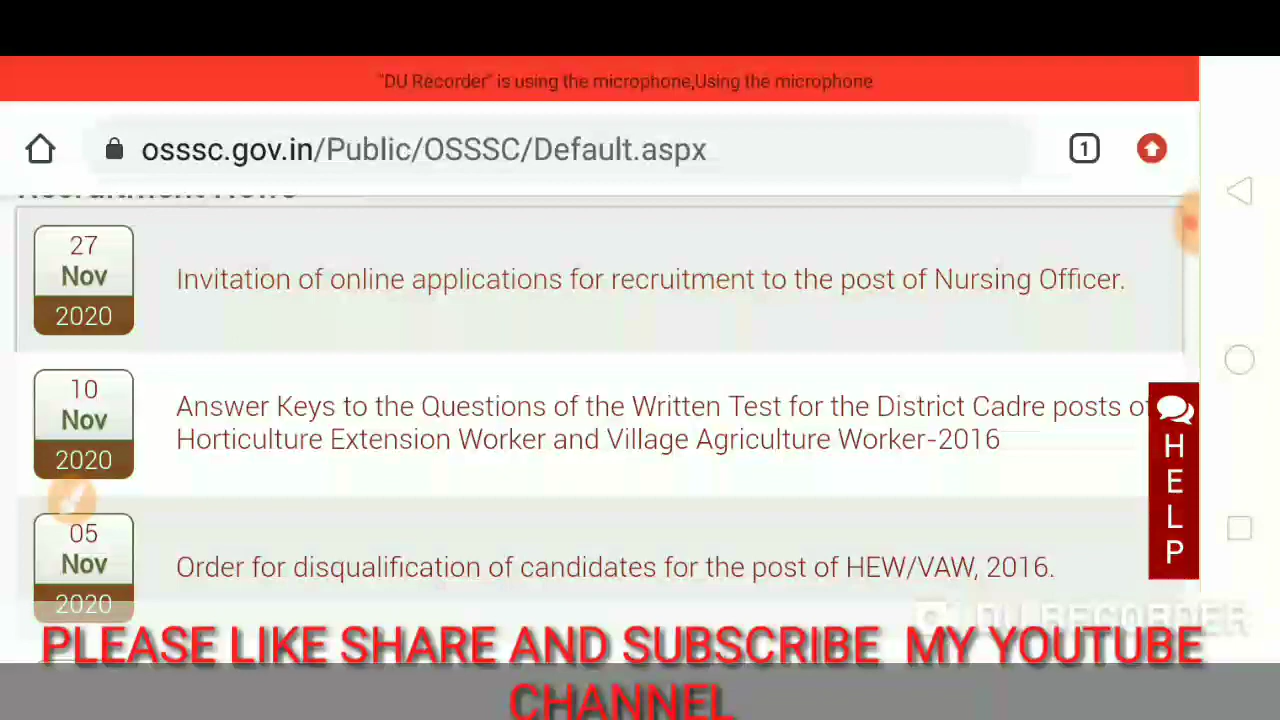 "DU Recorder" is using the microphone,Using the microphone
osssc.gov.in/Public/OSSSC/Default.aspx
1
Recruitment News
27
Nov
2020
Invitation of online applications for recruitment to the post of Nursing Officer.
10
Nov
2020
Answer Keys to the Questions of the Written Test for the District Cadre posts of
Horticulture Extension Worker and Village Agriculture Worker-2016
05
Nov
2020
Order for disqualification of candidates for the post of HEW/VAW, 2016.
HELP
DU RECORDER
PLEASE LIKE SHARE AND SUBSCRIBE MY YOUTUBE
CHANNEL